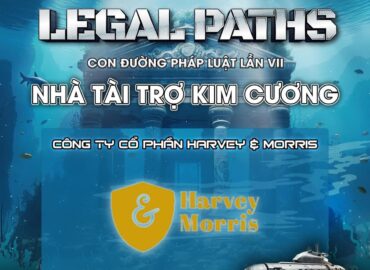 LEGAL PATHS
CON ĐƯỜNG PHÁP LUẬT LẦN VII
NHÀ TÀI TRỢ KIM CƯƠNG
CÔNG TY CỔ PHẦN HARVEY & MORRIS
& Harvey
Morris